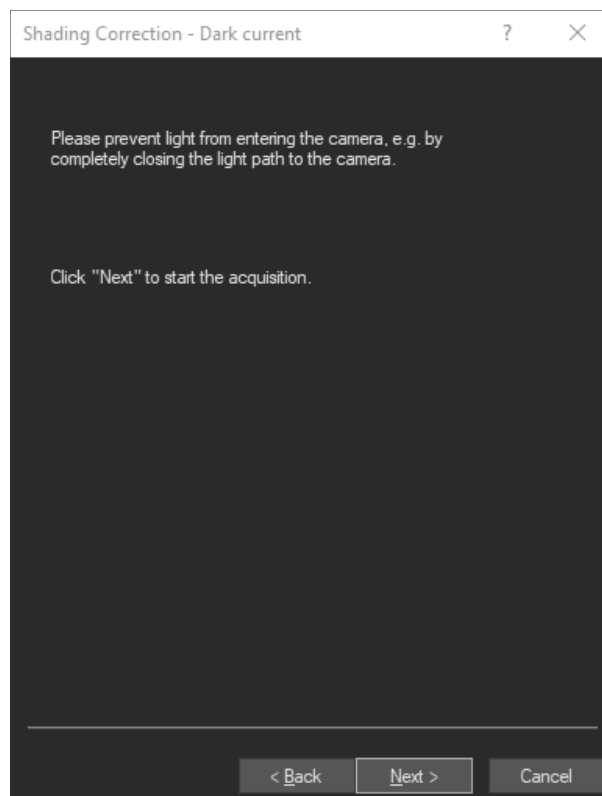 Shading Correction - Dark current ?
Please prevent light from entering the camera, e.g. by
completely closing the light path to the camera.
Click "Next" to start the acquisition.
< Back Next > Cancel